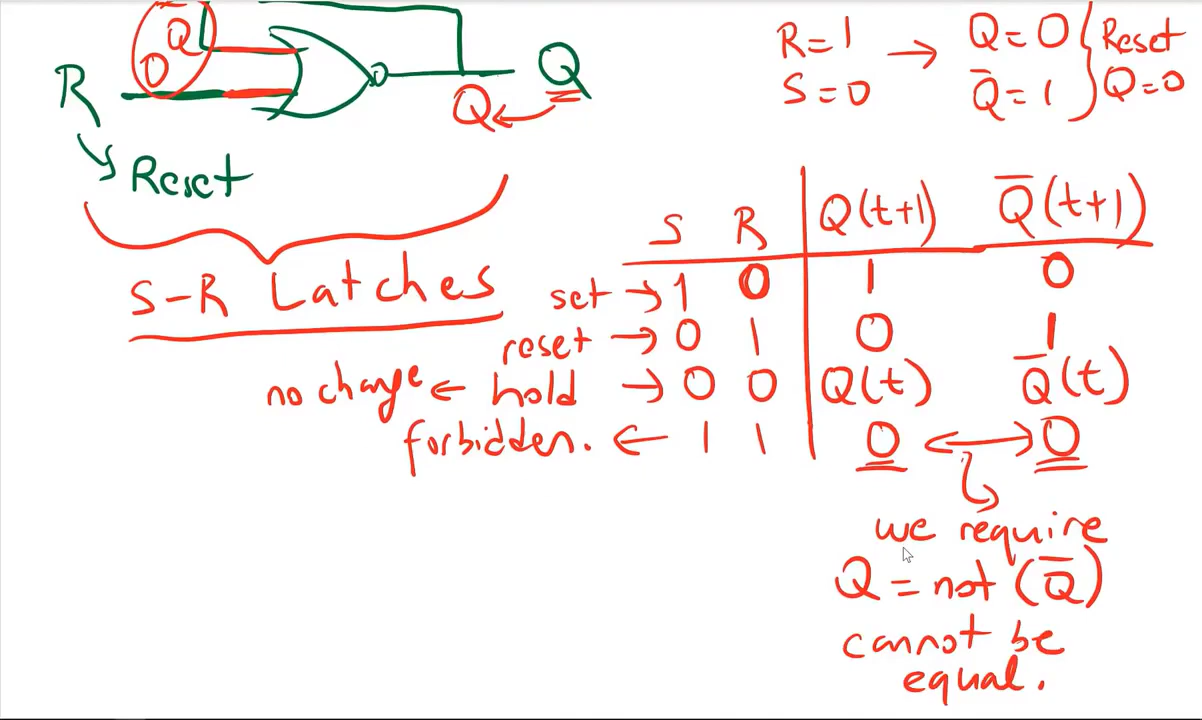 Q̅
0
R
Reset
Q
Q
R=1 → Q=0 } Reset
S=0 Q̅=1 } Q=0
S-R Latches
S R Q(t+1) Q̅(t+1)
set → 1 0 1 0
reset → 0 1 0 1
no change ← hold → 0 0 Q(t) Q̅(t)
forbidden. ← 1 1 0 ↔ 0
we require
Q = not (Q̅)
cannot be
equal.